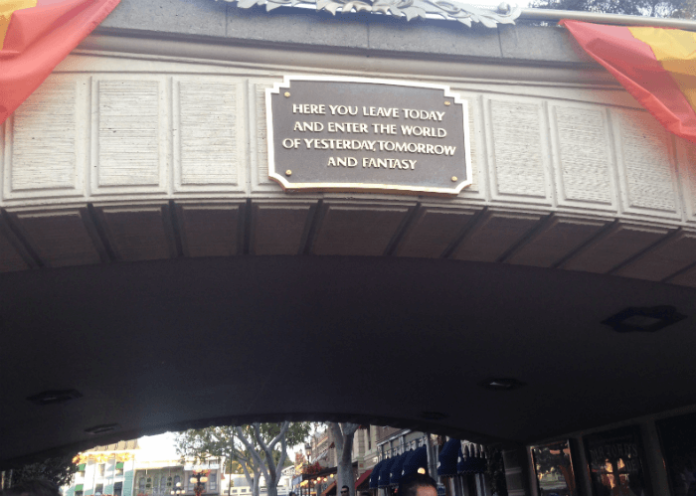 HERE YOU LEAVE TODAY
AND ENTER THE WORLD
OF YESTERDAY, TOMORROW
AND FANTASY